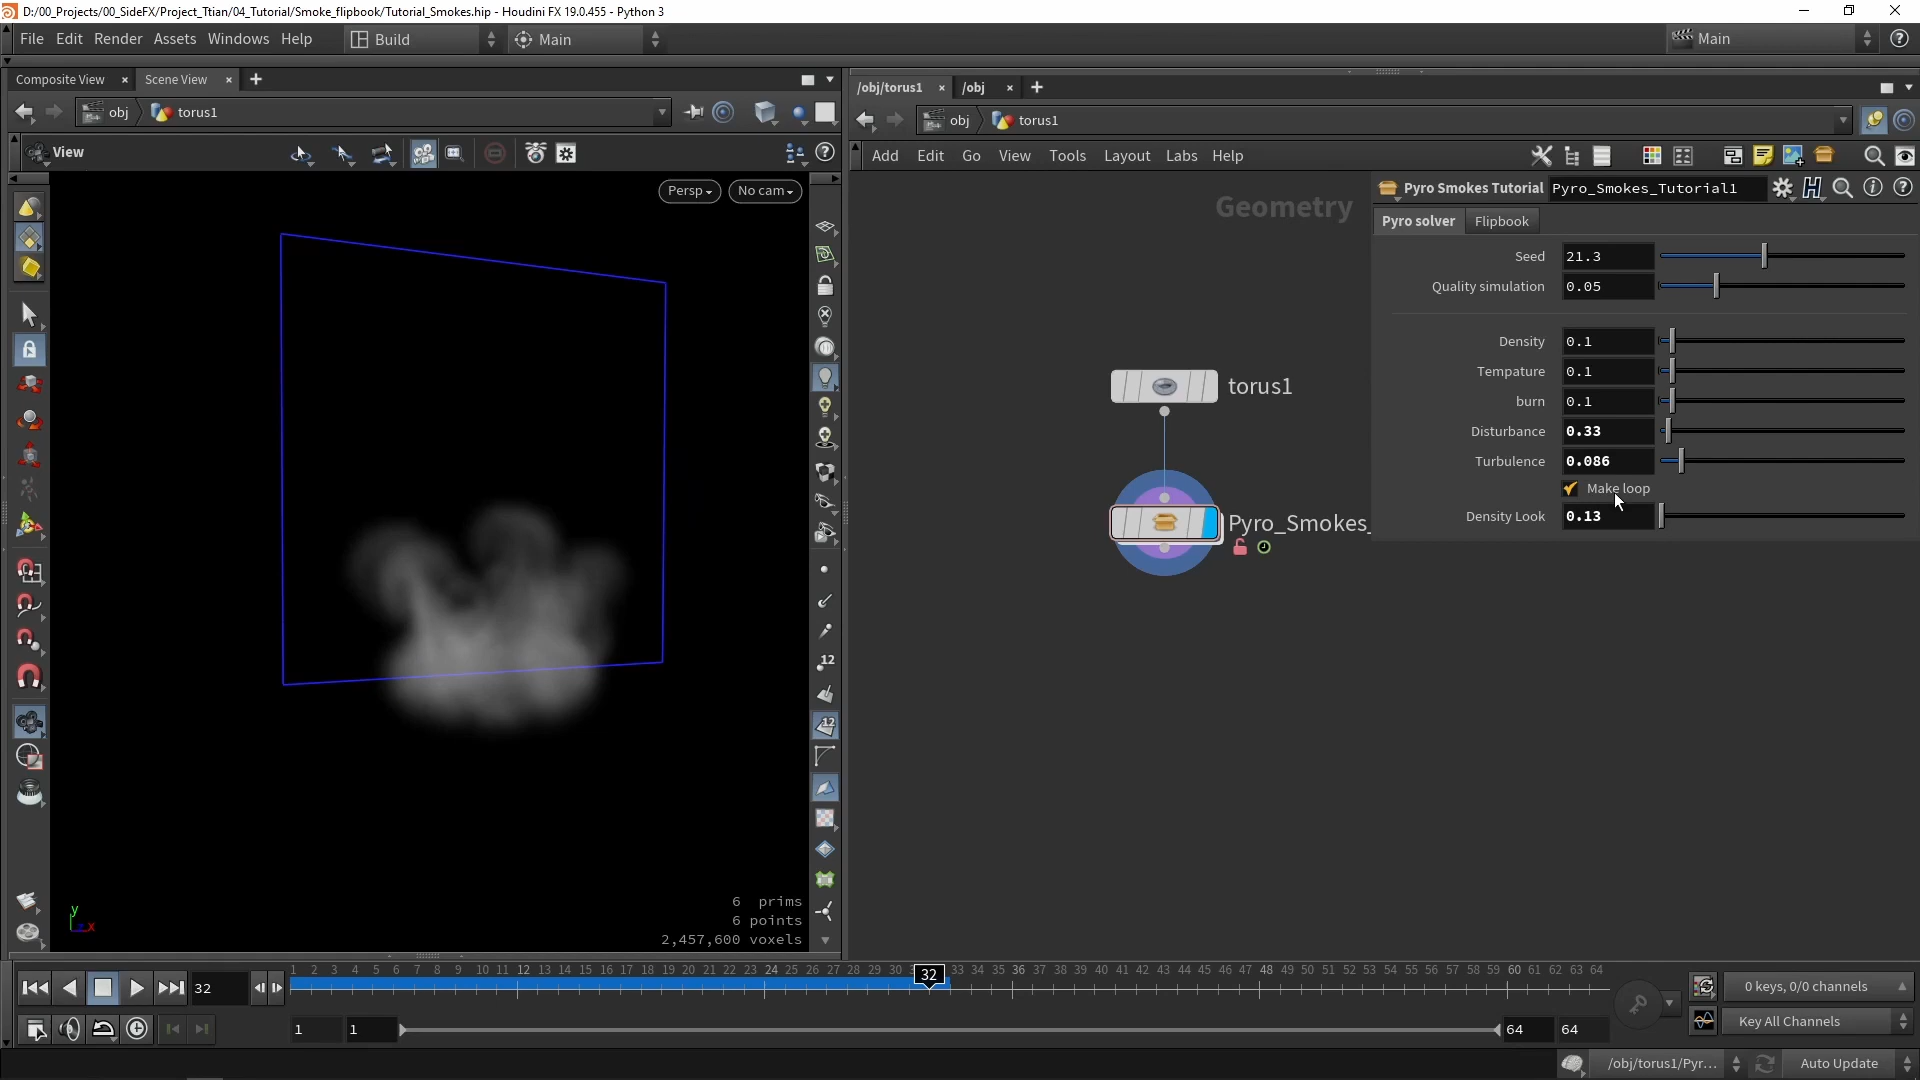 D:/00_Projects/00_SideFX/Project_Ttian/04_Tutorial/Smoke_flipbook/Tutorial_Smokes.hip - Houdini FX 19.0.455 - Python 3
File Edit Render Assets Windows Help Build Main Main
Composite View × Scene View × +
obj torus1
View
Persp No cam
6 prims
6 points
2,457,600 voxels
y
x
12
12
/obj/torus1 × /obj × +
obj torus1
Add Edit Go View Tools Layout Labs Help
Geometry
torus1
Pyro_Smokes_
Pyro Smokes Tutorial Pyro_Smokes_Tutorial1
Pyro solver Flipbook
Seed 21.3
Quality simulation 0.05
Density 0.1
Tempature 0.1
burn 0.1
Disturbance 0.33
Turbulence 0.086
Make loop
Density Look 0.13
32
1 2 3 4 5 6 7 8 9 10 11 12 13 14 15 16 17 18 19 20 21 22 23 24 25 26 27 28 29 30 32 33 34 35 36 37 38 39 40 41 42 43 44 45 46 47 48 49 50 51 52 53 54 55 56 57 58 59 60 61 62 63 64
0 keys, 0/0 channels
1 1 64 64
Key All Channels
/obj/torus1/Pyr... Auto Update